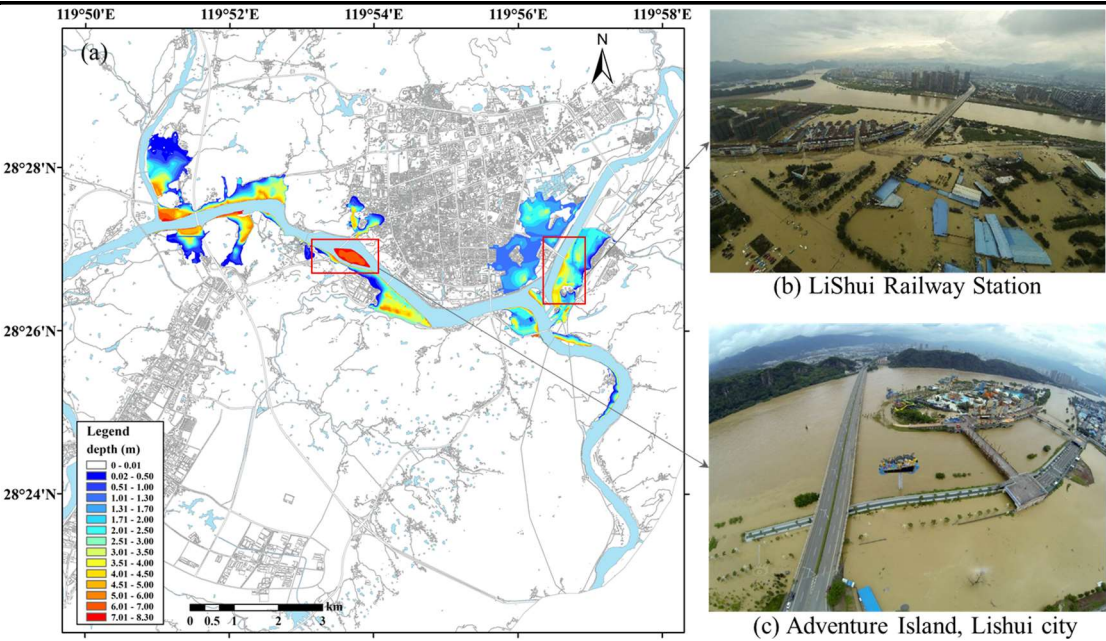 119°50'E 119°52'E 119°54'E 119°56'E 119°58'E
(a)
N
28°28'N
28°26'N
28°24'N
Legend
depth (m)
0 - 0.01
0.02 - 0.50
0.51 - 1.00
1.01 - 1.30
1.31 - 1.70
1.71 - 2.00
2.01 - 2.50
2.51 - 3.00
3.01 - 3.50
3.51 - 4.00
4.01 - 4.50
4.51 - 5.00
5.01 - 6.00
6.01 - 7.00
7.01 - 8.30
km
0 0.5 1 2 3
(b) LiShui Railway Station
(c) Adventure Island, Lishui city